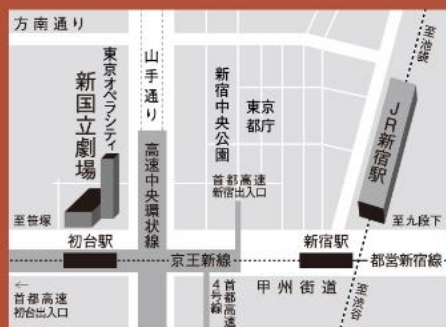 方南通り
至池袋
東京オペラシティ
山手通り
新国立劇場
新宿中央公園
東京
都庁
JR新宿駅
高速中央環状線
首都高速
新宿出入口
至笹塚
至九段下
初台駅
新宿駅
京王新線
都営新宿線
←
首都高速
初台出入口
首都高速
4号線
甲州街道
至渋谷